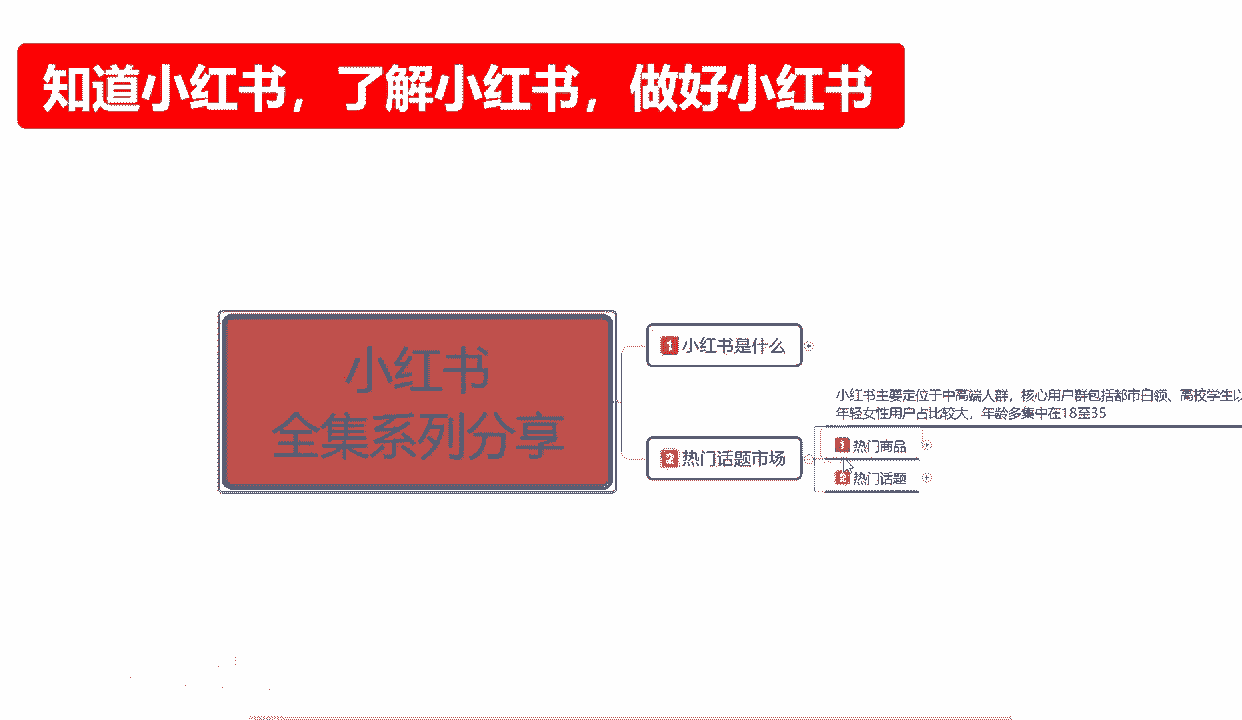 知道小红书，了解小红书，做好小红书
小红书
全集系列分享
1 小红书是什么
小红书主要定位于中高端人群，核心用户群包括都市白领、高校学生以
年轻女性用户占比较大，年龄多集中在18至35
2 热门话题市场
1 热门商品
2 热门话题